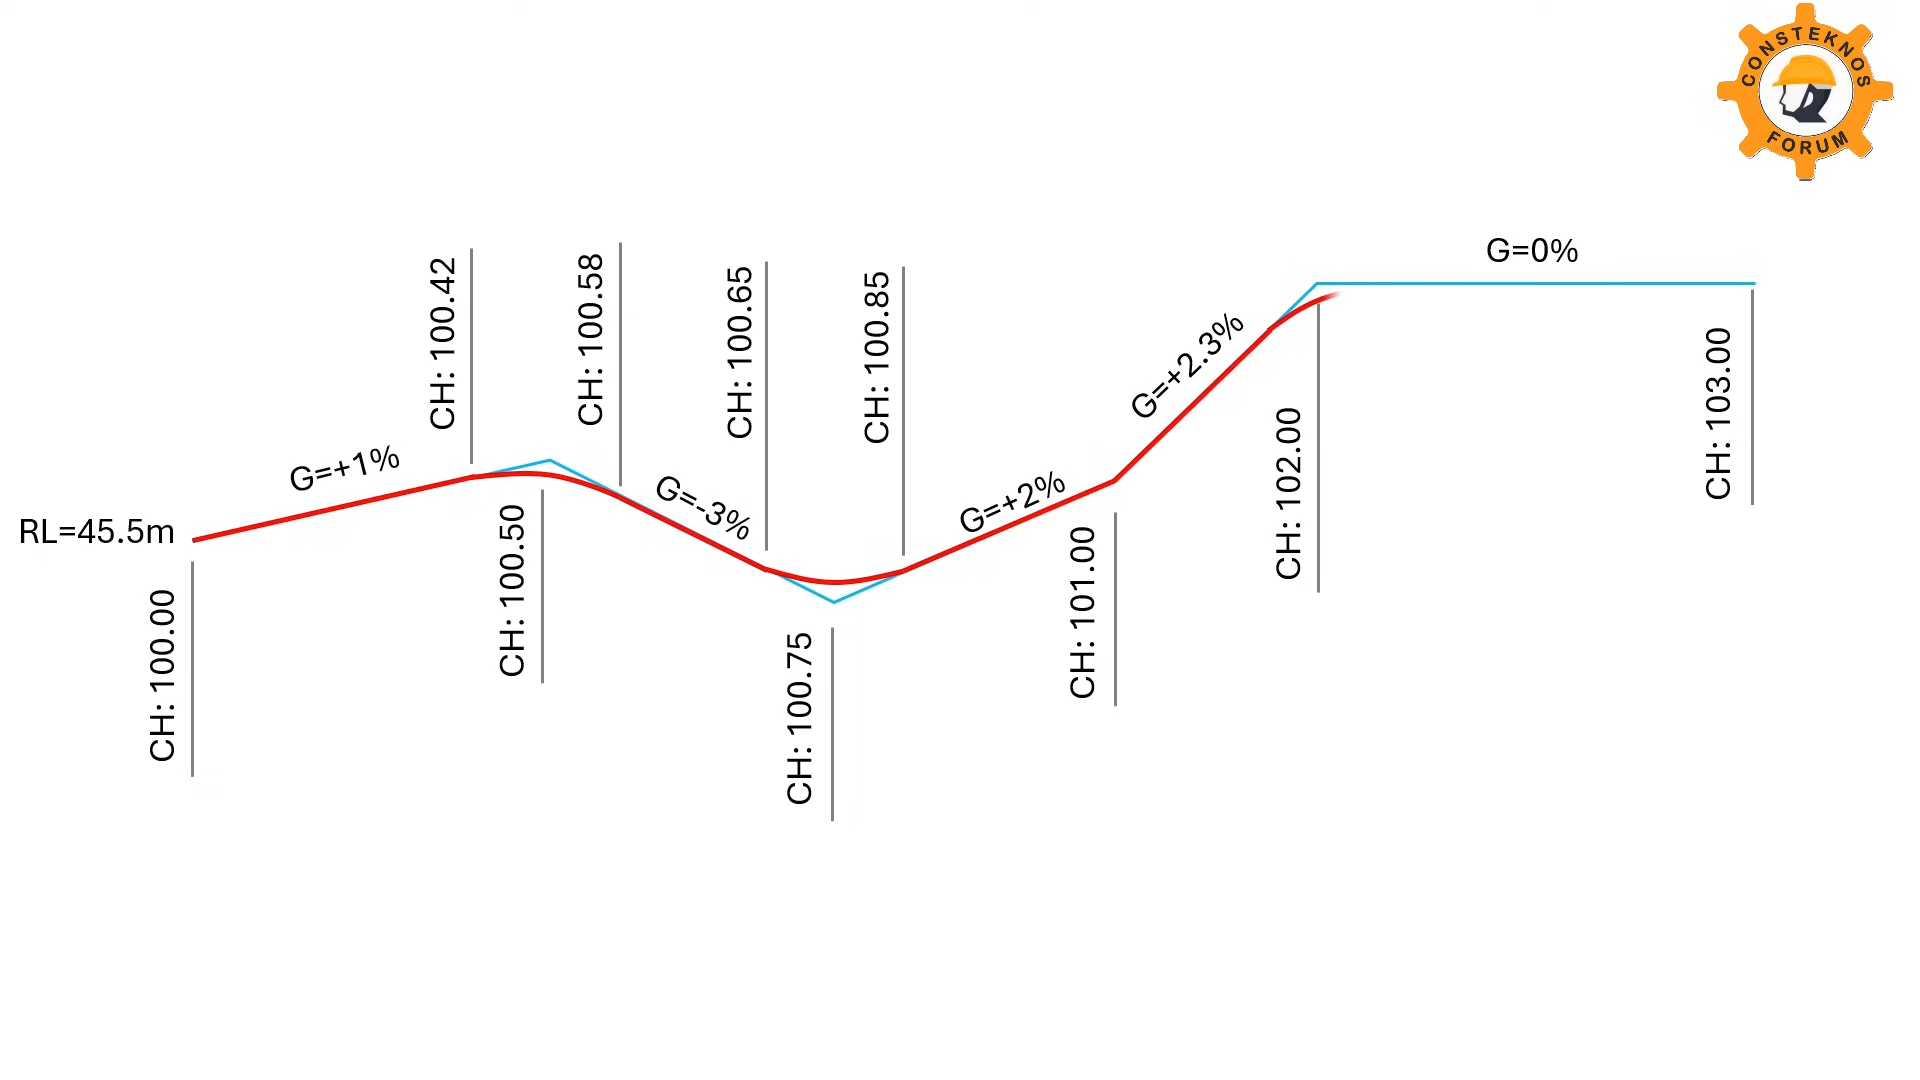 CONSTEKNOS
FORUM
G=0%
CH: 100.42
CH: 100.58
CH: 100.65
CH: 100.85
G=+2.3%
CH: 103.00
G=+1%
G=-3%
G=+2%
CH: 102.00
RL=45.5m
CH: 100.00
CH: 100.50
CH: 100.75
CH: 101.00